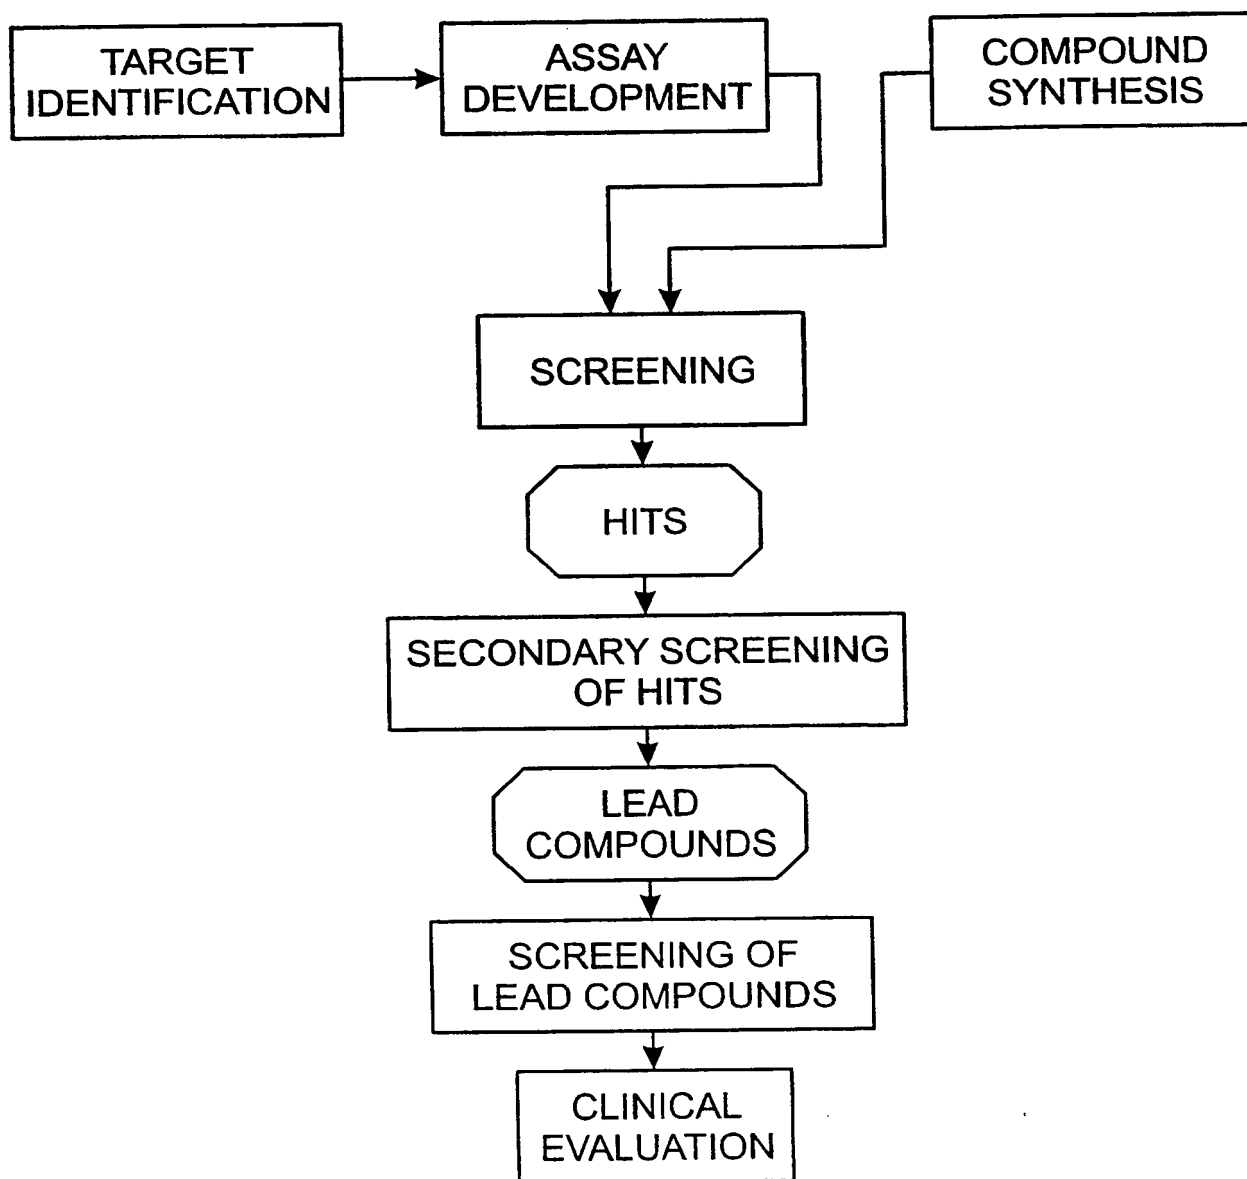 TARGET
IDENTIFICATION
ASSAY
DEVELOPMENT
COMPOUND
SYNTHESIS
SCREENING
HITS
SECONDARY SCREENING
OF HITS
LEAD
COMPOUNDS
SCREENING OF
LEAD COMPOUNDS
CLINICAL
EVALUATION